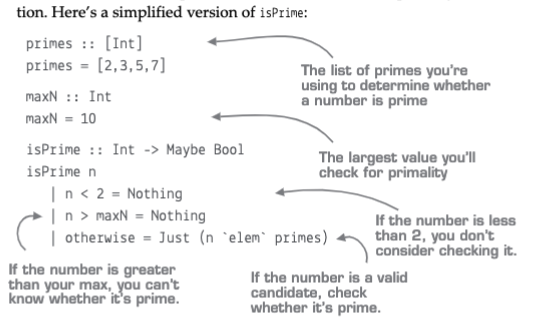 tion. Here's a simplified version of isPrime:
primes :: [Int]
primes = [2,3,5,7]
The list of primes you're
using to determine whether
a number is prime
maxN :: Int
maxN = 10
The largest value you'll
check for primality
isPrime :: Int -> Maybe Bool
isPrime n
| n < 2 = Nothing
| n > maxN = Nothing
| otherwise = Just (n `elem` primes)
If the number is less
than 2, you don't
consider checking it.
If the number is greater
than your max, you can't
know whether it's prime.
If the number is a valid
candidate, check
whether it's prime.